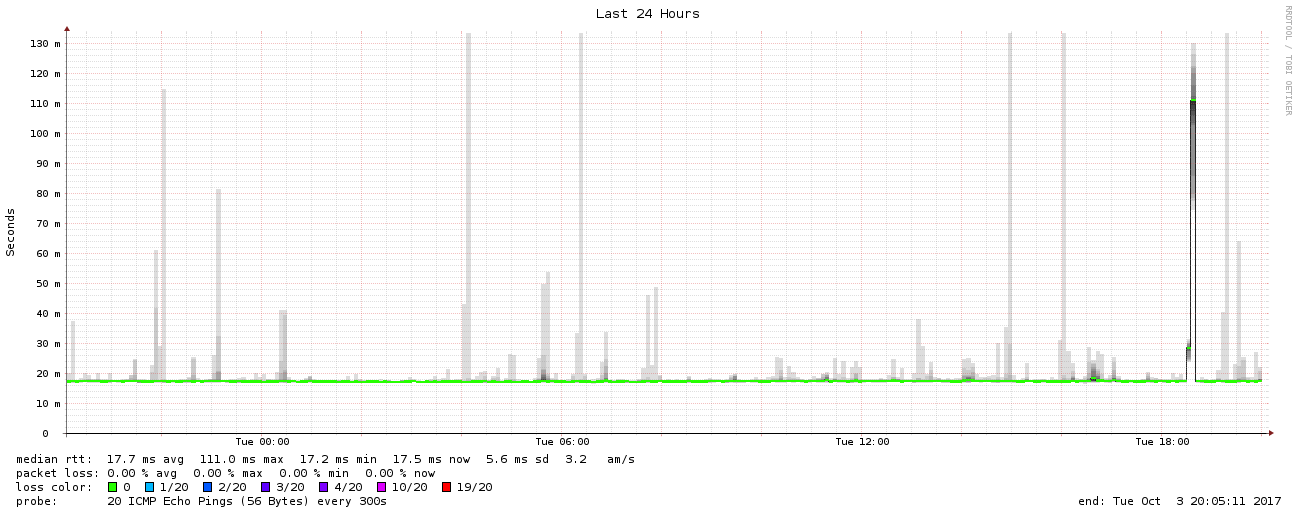 Last 24 Hours
RRDTOOL / TOBI OETIKER
Seconds
130 m
120 m
110 m
100 m
90 m
80 m
70 m
60 m
50 m
40 m
30 m
20 m
10 m
0
Tue 00:00 Tue 06:00 Tue 12:00 Tue 18:00
median rtt: 17.7 ms avg 111.0 ms max 17.2 ms min 17.5 ms now 5.6 ms sd 3.2 am/s
packet loss: 0.00 % avg 0.00 % max 0.00 % min 0.00 % now
loss color: 0 1/20 2/20 3/20 4/20 10/20 19/20
probe: 20 ICMP Echo Pings (56 Bytes) every 300s end: Tue Oct 3 20:05:11 2017